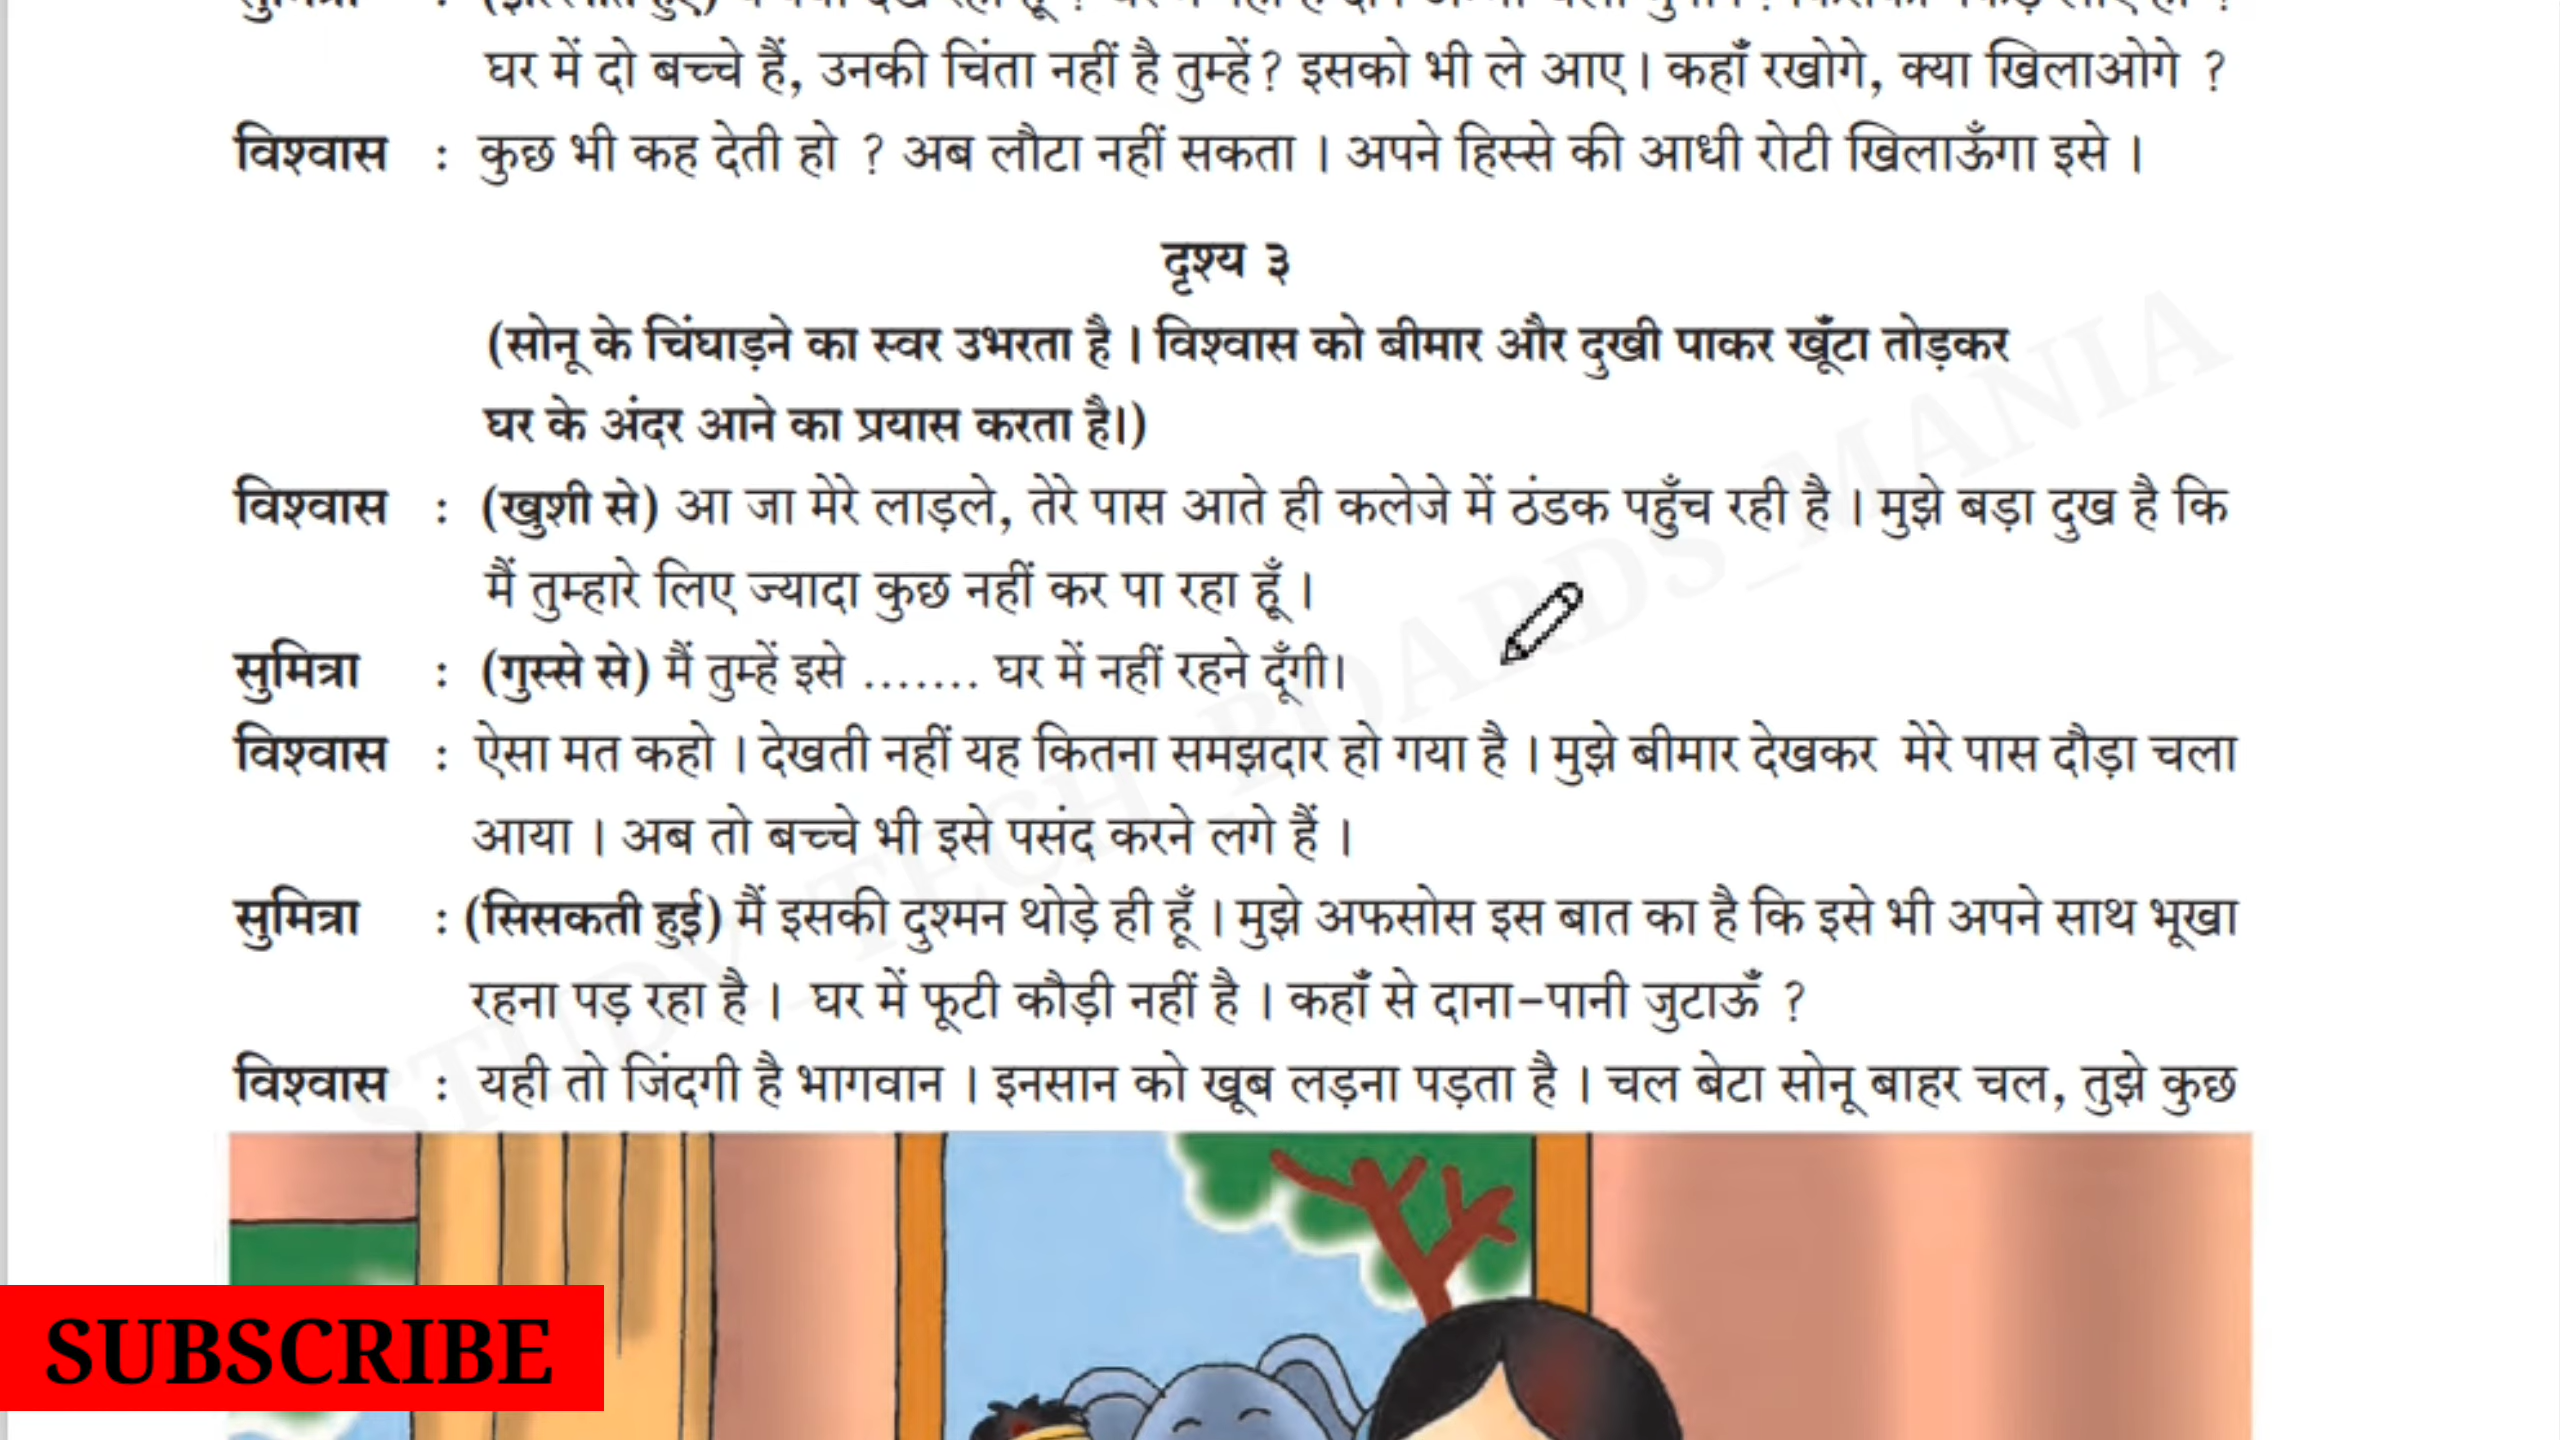 घर में दो बच्चे हैं, उनकी चिंता नहीं है तुम्हें? इसको भी ले आए। कहाँ रखोगे, क्या खिलाओगे ?
विश्वास : कुछ भी कह देती हो ? अब लौटा नहीं सकता । अपने हिस्से की आधी रोटी खिलाऊँगा इसे ।
दृश्य ३
(सोनू के चिंघाड़ने का स्वर उभरता है । विश्वास को बीमार और दुखी पाकर खूँटा तोड़कर
घर के अंदर आने का प्रयास करता है।)
विश्वास : (खुशी से) आ जा मेरे लाड़ले, तेरे पास आते ही कलेजे में ठंडक पहुँच रही है । मुझे बड़ा दुख है कि
मैं तुम्हारे लिए ज्यादा कुछ नहीं कर पा रहा हूँ ।
सुमित्रा : (गुस्से से) मैं तुम्हें इसे ....... घर में नहीं रहने दूँगी।
विश्वास : ऐसा मत कहो । देखती नहीं यह कितना समझदार हो गया है । मुझे बीमार देखकर मेरे पास दौड़ा चला
आया । अब तो बच्चे भी इसे पसंद करने लगे हैं ।
सुमित्रा : (सिसकती हुई) मैं इसकी दुश्मन थोड़े ही हूँ । मुझे अफसोस इस बात का है कि इसे भी अपने साथ भूखा
रहना पड़ रहा है । घर में फूटी कौड़ी नहीं है । कहाँ से दाना-पानी जुटाऊँ ?
विश्वास : यही तो जिंदगी है भागवान । इनसान को खूब लड़ना पड़ता है । चल बेटा सोनू बाहर चल, तुझे कुछ
STUDY_TECH_BOARDS_MANIA
SUBSCRIBE